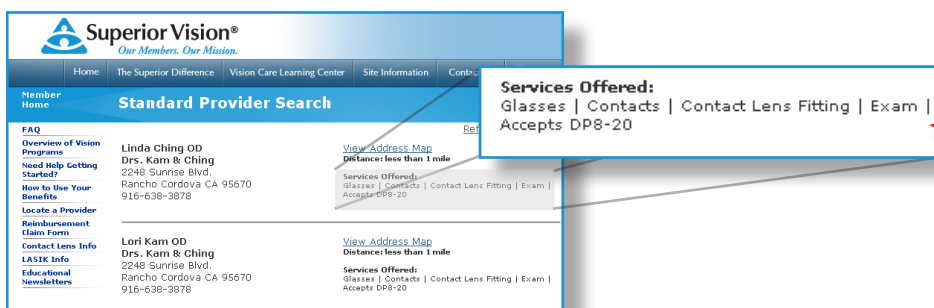 Superior Vision®
Our Members. Our Mission.
Home The Superior Difference Vision Care Learning Center Site Information
Member
Home
Standard Provider Search
FAQ
Overview of Vision
Programs
Need Help Getting
Started?
How to Use Your
Benefits
Locate a Provider
Reimbursement
Claim Form
Contact Lens Info
LASIK Info
Educational
Newsletters
Linda Ching OD
Drs. Kam & Ching
2248 Sunrise Blvd.
Rancho Cordova CA 95670
916-638-3878
View Address Map
Distance: less than 1 mile
Services Offered:
Glasses | Contacts | Contact Lens Fitting | Exam |
Accepts DP8-20
Lori Kam OD
Drs. Kam & Ching
2248 Sunrise Blvd.
Rancho Cordova CA 95670
916-638-3878
View Address Map
Distance: less than 1 mile
Services Offered:
Glasses | Contacts | Contact Lens Fitting | Exam |
Accepts DP8-20
Services Offered:
Glasses | Contacts | Contact Lens Fitting | Exam |
Accepts DP8-20